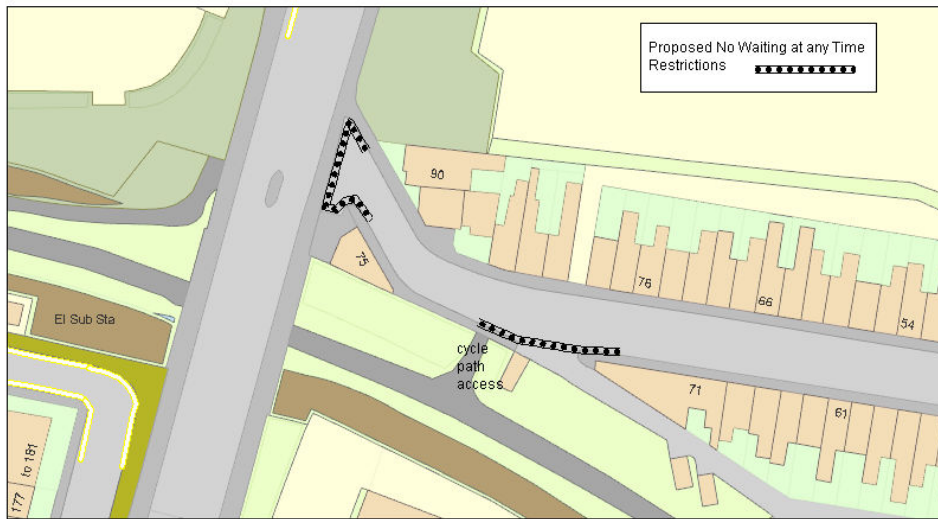 Proposed No Waiting at any Time
Restrictions
90
75
76
66
54
El Sub Sta
cycle
path
access
71
61
177
to 181